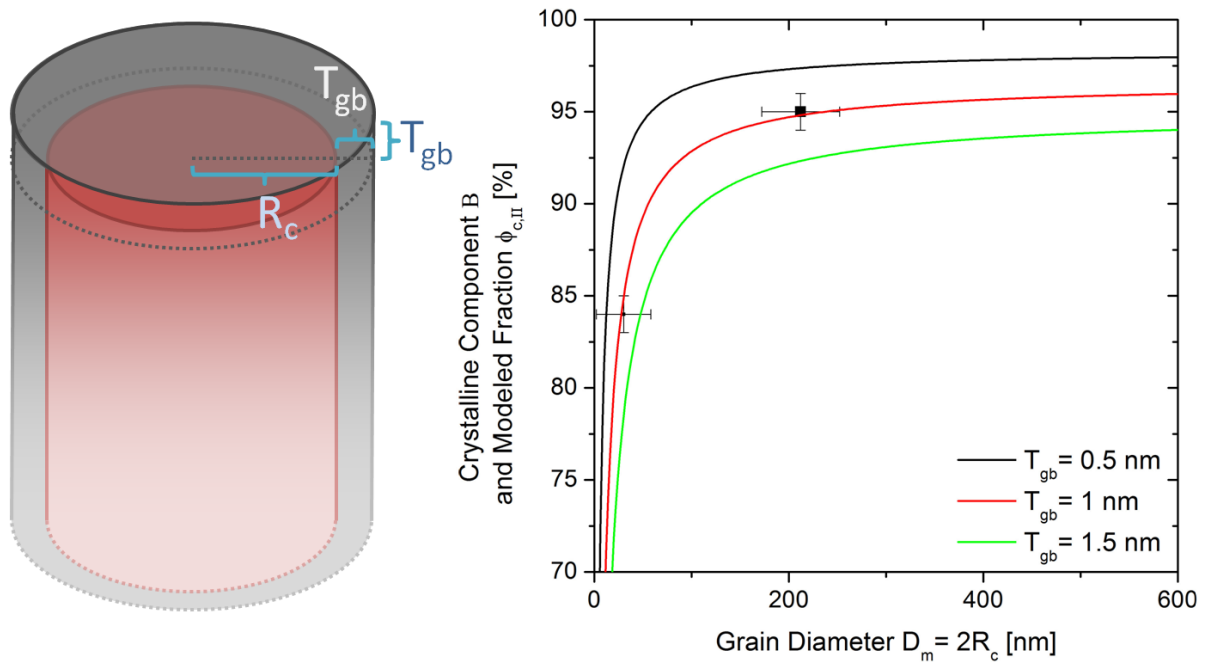 T_gb
T_gb
R_c
Crystalline Component B
and Modeled Fraction ϕ_c,II [%]
100
95
90
85
80
75
70
T_gb= 0.5 nm
T_gb= 1 nm
T_gb= 1.5 nm
0 200 400 600
Grain Diameter D_m= 2R_c [nm]